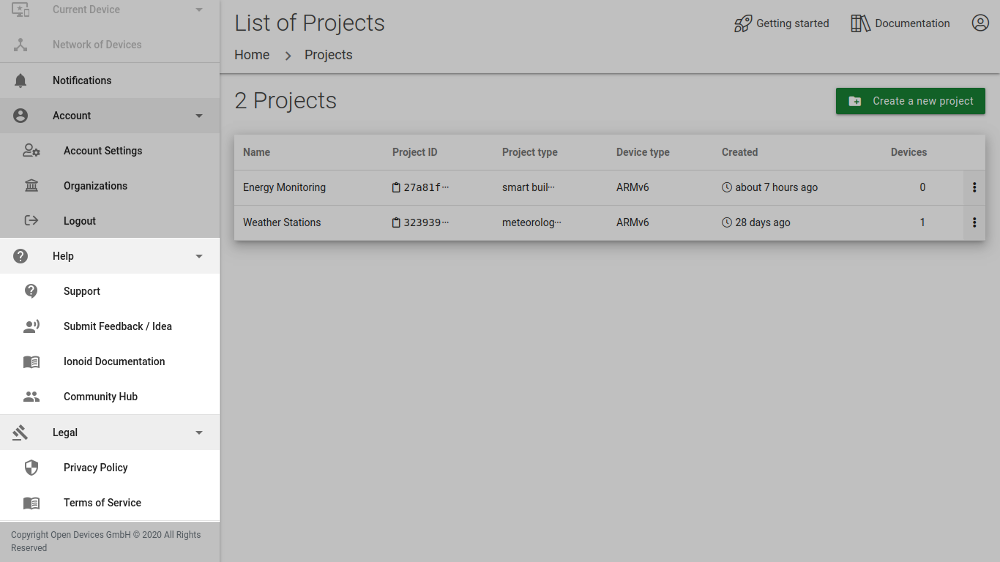 Current Device
Network of Devices
Notifications
Account
Account Settings
Organizations
Logout
Help
Support
Submit Feedback / Idea
Ionoid Documentation
Community Hub
Legal
Privacy Policy
Terms of Service
Copyright Open Devices GmbH © 2020 All Rights
Reserved
List of Projects
Getting started
Documentation
Home > Projects
2 Projects
Create a new project
Name Project ID Project type Device type Created Devices
Energy Monitoring 27a81f··· smart buil··· ARMv6 about 7 hours ago 0
Weather Stations 323939··· meteorolog··· ARMv6 28 days ago 1